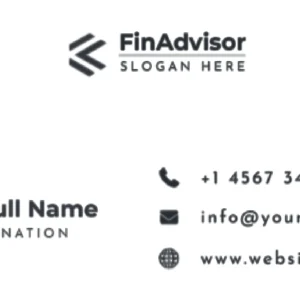 FinAdvisor
SLOGAN HERE
ull Name
NATION
+1 4567 34
info@your
www.websi